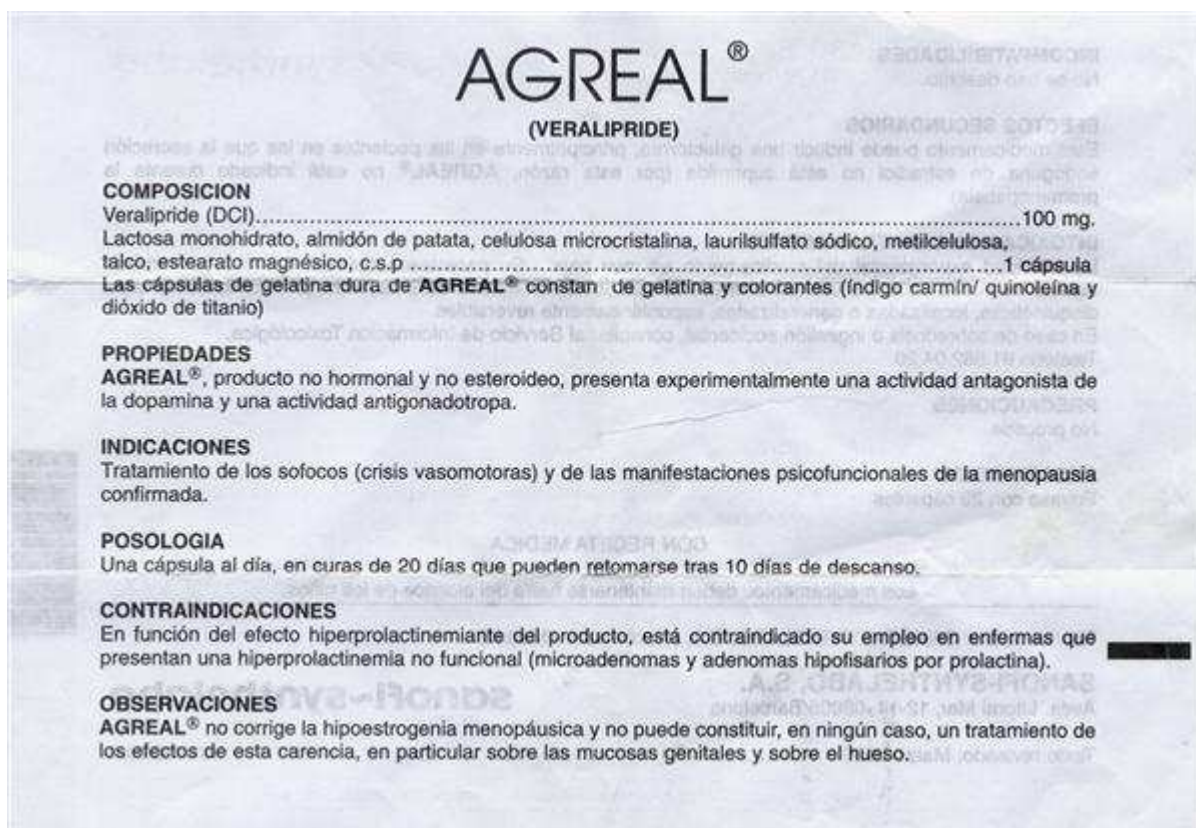 AGREAL®
(VERALIPRIDE)
COMPOSICION
Veralipride (DCI)......................................................................................................100 mg.
Lactosa monohidrato, almidón de patata, celulosa microcristalina, laurilsulfato sódico, metilcelulosa,
talco, estearato magnésico, c.s.p ................................................................................1 cápsula
Las cápsulas de gelatina dura de AGREAL® constan de gelatina y colorantes (índigo carmín/ quinoleína y
dióxido de titanio)
PROPIEDADES
AGREAL®, producto no hormonal y no esteroideo, presenta experimentalmente una actividad antagonista de
la dopamina y una actividad antigonadotropa.
INDICACIONES
Tratamiento de los sofocos (crisis vasomotoras) y de las manifestaciones psicofuncionales de la menopausia
confirmada.
POSOLOGIA
Una cápsula al día, en curas de 20 días que pueden retomarse tras 10 días de descanso.
CONTRAINDICACIONES
En función del efecto hiperprolactinemiante del producto, está contraindicado su empleo en enfermas que
presentan una hiperprolactinemia no funcional (microadenomas y adenomas hipofisarios por prolactina).
OBSERVACIONES
AGREAL® no corrige la hipoestrogenia menopáusica y no puede constituir, en ningún caso, un tratamiento de
los efectos de esta carencia, en particular sobre las mucosas genitales y sobre el hueso.